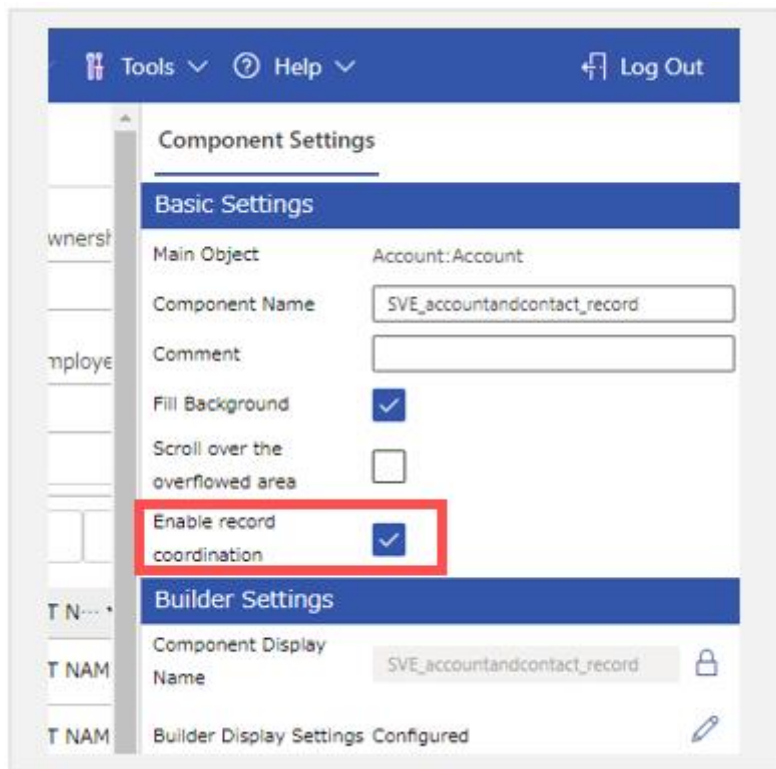 Tools Help Log Out
Component Settings
Basic Settings
wnersh
Main Object Account:Account
Component Name SVE_accountandcontact_record
mploye
Comment
Fill Background
Scroll over the
overflowed area
Enable record
coordination
Builder Settings
T N···
Component Display
Name SVE_accountandcontact_record
T NAM
T NAM
Builder Display Settings Configured